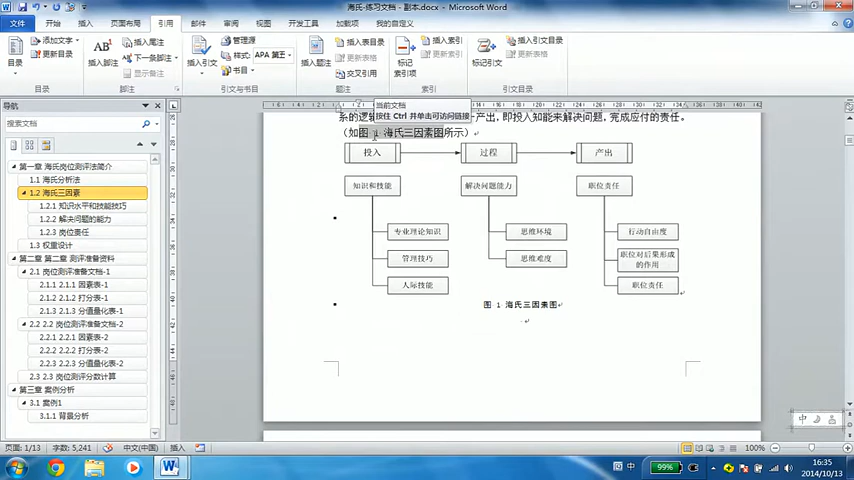 海氏-练习文档 - 副本.docx - Microsoft Word
文件 开始 插入 页面布局 引用 邮件 审阅 视图 开发工具 加载项 我的定义
目录 添加文字 更新目录 目录
插入脚注 插入尾注 下一条脚注 显示备注 脚注
插入引文 管理源 样式: APA 第五 书目 引文与书目
插入题注 插入表目录 更新表格 交叉引用 题注
标记索引项 插入索引 更新索引 索引
标记引文 插入引文目录 更新表格 引文目录
导航
搜索文档
第一章 海氏岗位测评法简介
1.1 海氏分析法
1.2 海氏三因素
1.2.1 知识水平和技能技巧
1.2.2 解决问题的能力
1.2.3 岗位责任
1.3 权重设计
第二章 第二章 测评准备资料
2.1 岗位测评准备文档-1
2.1.1 2.1.1 因素表-1
2.1.2 2.1.2 打分表-1
2.1.3 2.1.3 分值量化表-1
2.2 2.2 岗位测评准备文档-2
2.2.1 2.2.1 因素表-2
2.2.2 2.2.2 打分表-2
2.2.3 2.2.3 分值量化表-2
2.3 2.3 岗位测评分数计算
第三章 案例分析
3.1 案例1
3.1.1 背景分析
当前文档
按住 Ctrl 并单击可访问链接
产出，即投入知能来解决问题，完成应付的责任。
（如图 1 海氏三因素图所示）
投入 过程 产出
知识和技能 解决问题能力 职位责任
专业理论知识 思维环境 行动自由度
管理技巧 思维难度 职位对后果形成的作用
人际技能 职位责任
图 1 海氏三因素图
页面: 1/13 字数: 5,241 中文(中国) 插入 100%
中 99% 16:35
2014/10/13